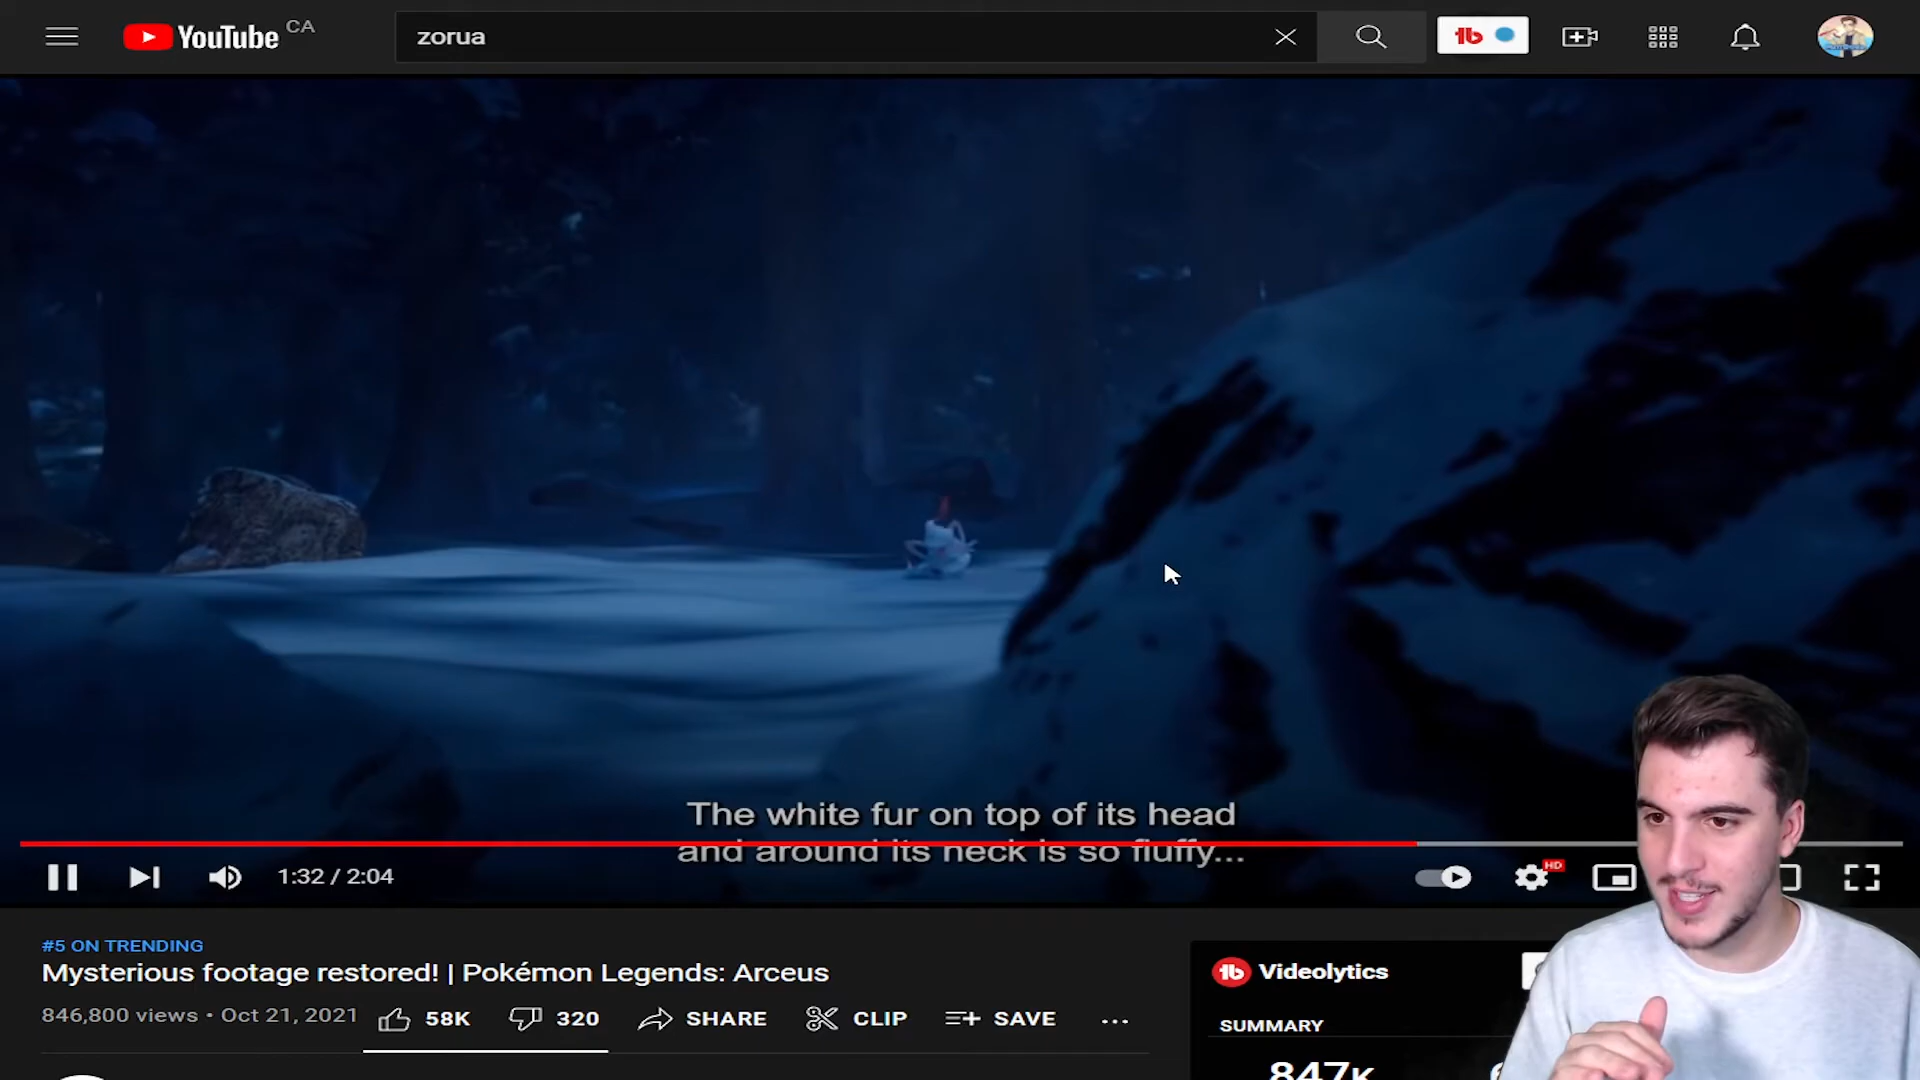 YouTube CA
zorua
The white fur on top of its head
and around its neck is so fluffy...
1:32 / 2:04
HD
#5 ON TRENDING
Mysterious footage restored! | Pokémon Legends: Arceus
846,800 views • Oct 21, 2021
58K
320
SHARE
CLIP
SAVE
Videolytics
SUMMARY
847K